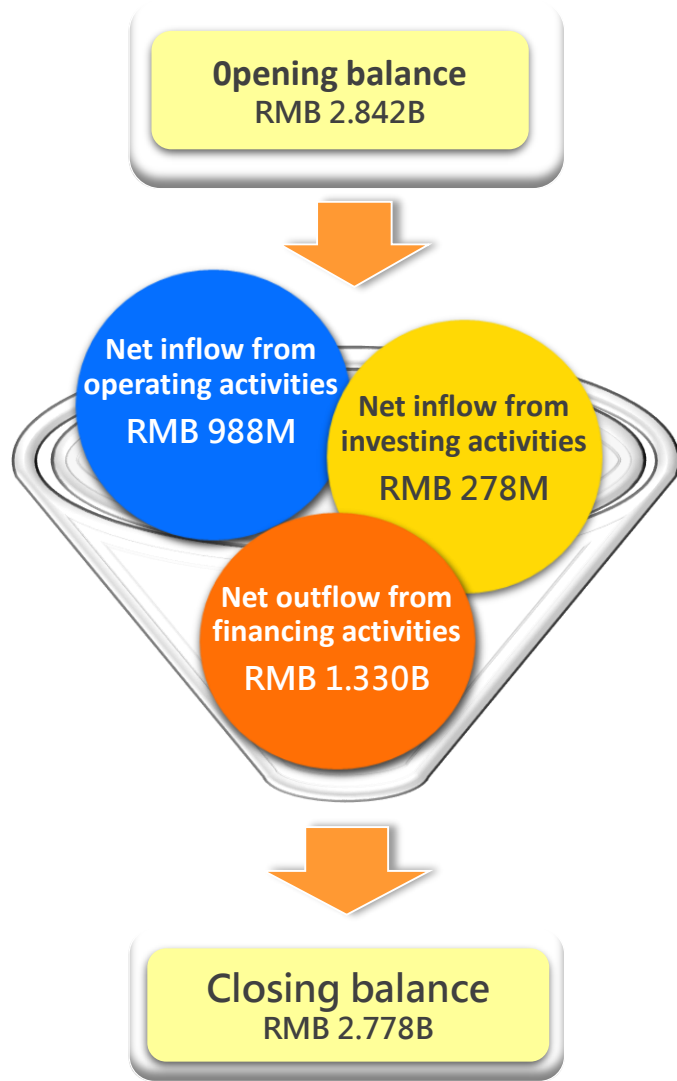 0pening balance
RMB 2.842B
Net inflow from
operating activities
RMB 988M
Net inflow from
investing activities
RMB 278M
Net outflow from
financing activities
RMB 1.330B
Closing balance
RMB 2.778B